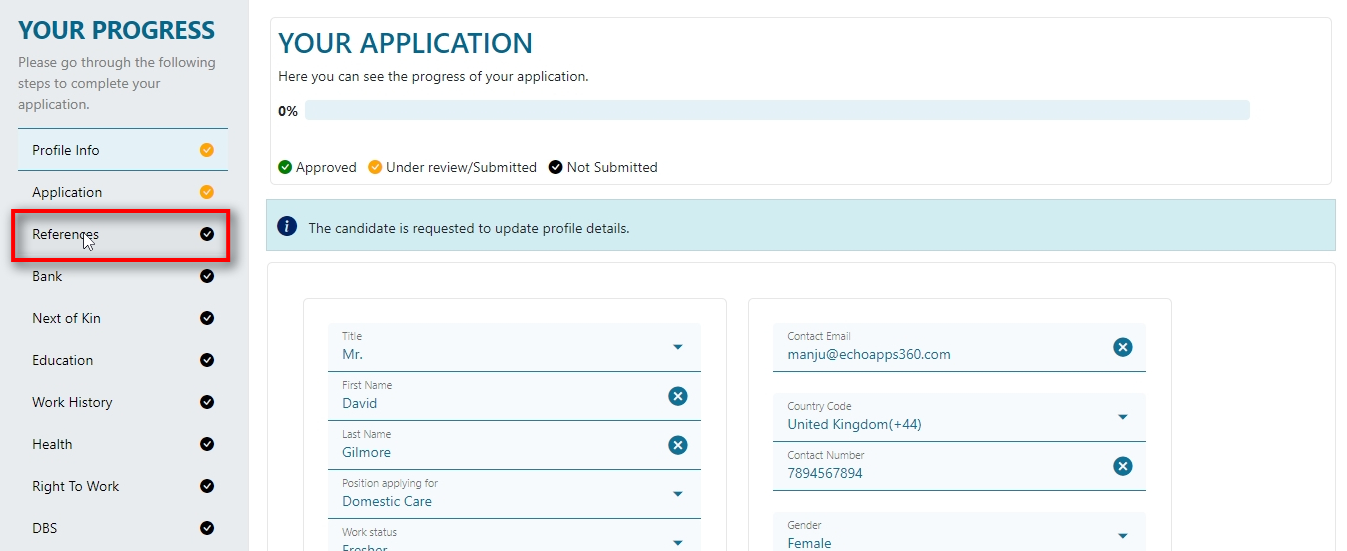 YOUR PROGRESS
Please go through the following
steps to complete your
application.
Profile Info
Application
References
Bank
Next of Kin
Education
Work History
Health
Right To Work
DBS
YOUR APPLICATION
Here you can see the progress of your application.
0%
Approved Under review/Submitted Not Submitted
The candidate is requested to update profile details.
Title
Mr.
First Name
David
Last Name
Gilmore
Position applying for
Domestic Care
Work status
Fresher
Contact Email
manju@echoapps360.com
Country Code
United Kingdom(+44)
Contact Number
7894567894
Gender
Female